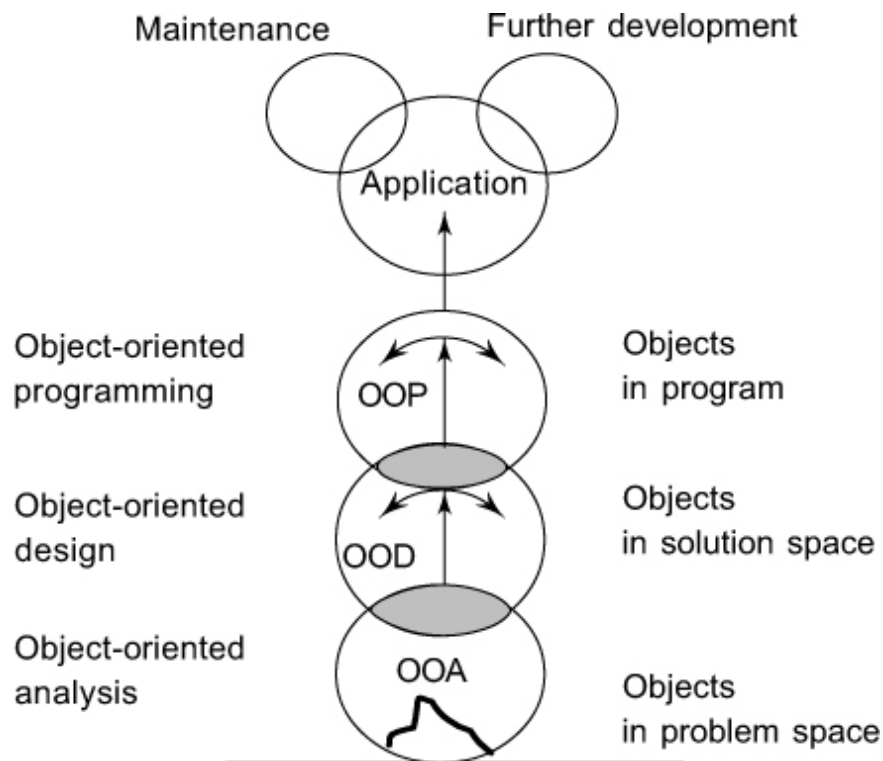 Maintenance
Further development
Application
Object-oriented
programming
OOP
Objects
in program
Object-oriented
design
OOD
Objects
in solution space
Object-oriented
analysis
OOA
Objects
in problem space